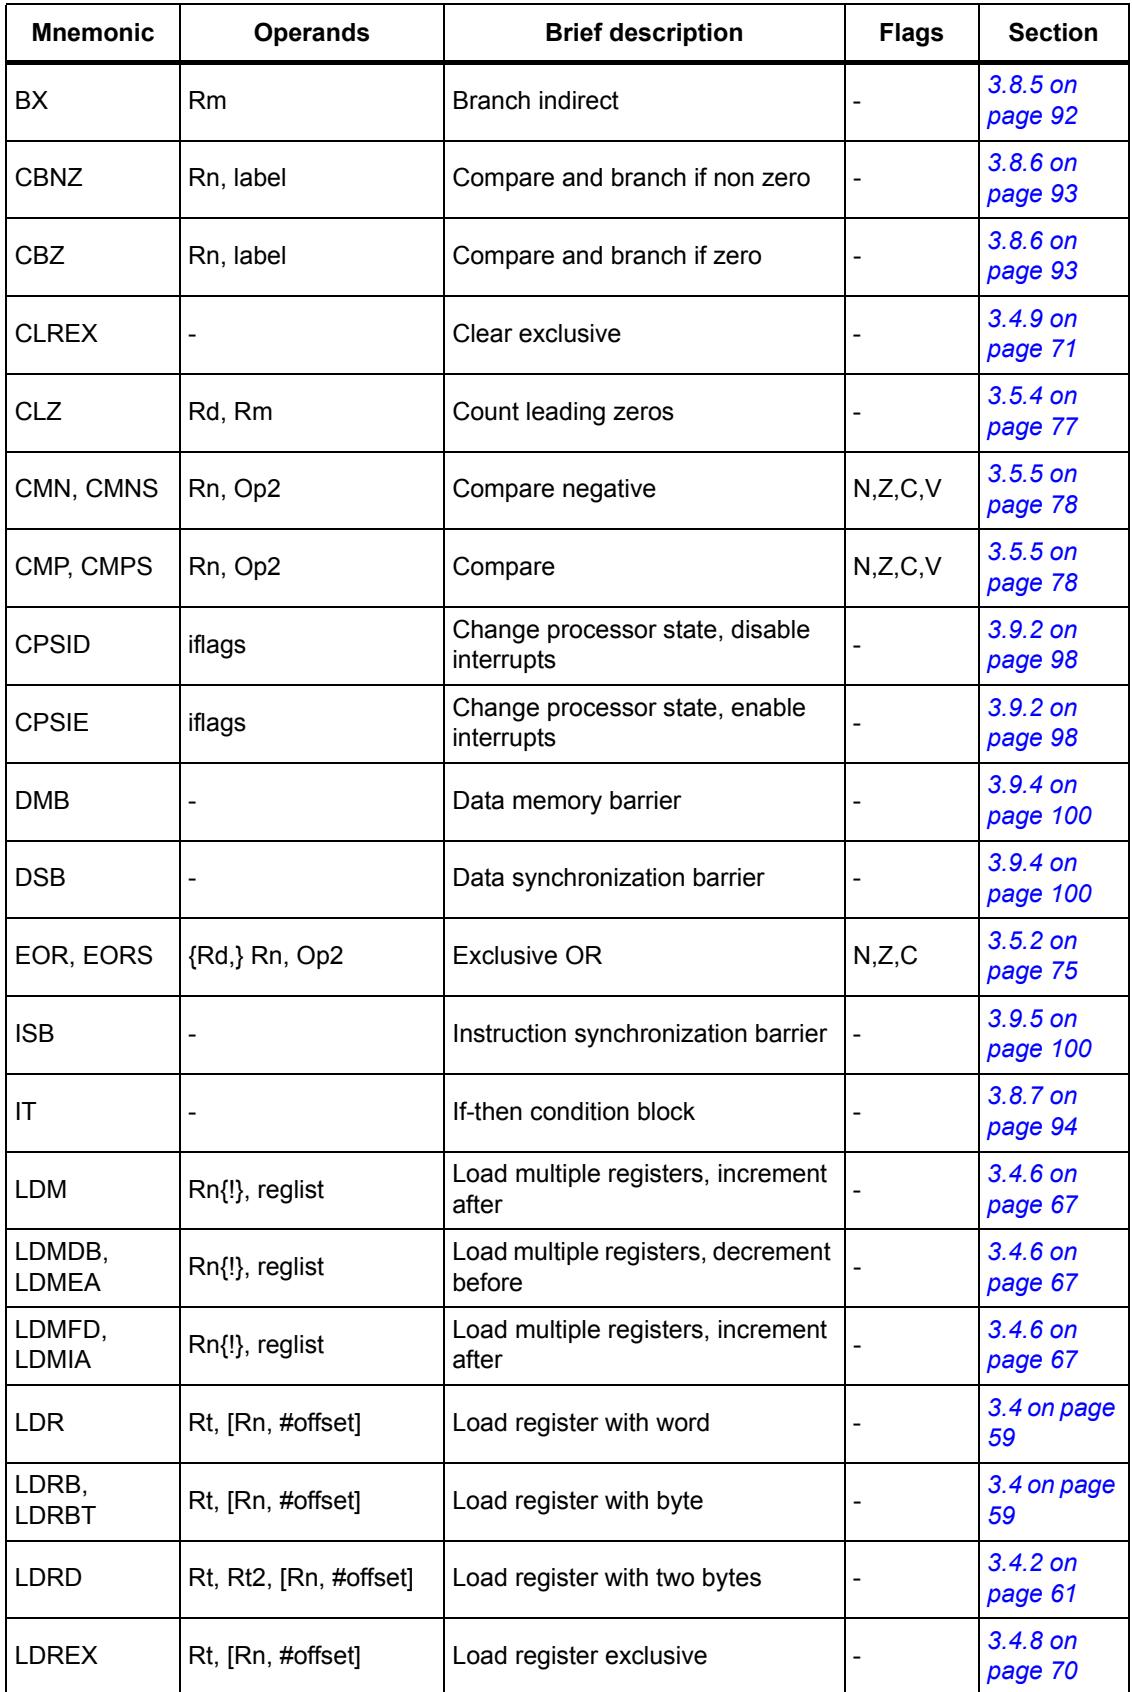 Mnemonic Operands Brief description Flags Section
BX Rm Branch indirect - 3.8.5 on
page 92
CBNZ Rn, label Compare and branch if non zero - 3.8.6 on
page 93
CBZ Rn, label Compare and branch if zero - 3.8.6 on
page 93
CLREX - Clear exclusive - 3.4.9 on
page 71
CLZ Rd, Rm Count leading zeros - 3.5.4 on
page 77
CMN, CMNS Rn, Op2 Compare negative N,Z,C,V 3.5.5 on
page 78
CMP, CMPS Rn, Op2 Compare N,Z,C,V 3.5.5 on
page 78
CPSID iflags Change processor state, disable
interrupts - 3.9.2 on
page 98
CPSIE iflags Change processor state, enable
interrupts - 3.9.2 on
page 98
DMB - Data memory barrier - 3.9.4 on
page 100
DSB - Data synchronization barrier - 3.9.4 on
page 100
EOR, EORS {Rd,} Rn, Op2 Exclusive OR N,Z,C 3.5.2 on
page 75
ISB - Instruction synchronization barrier - 3.9.5 on
page 100
IT - If-then condition block - 3.8.7 on
page 94
LDM Rn{!}, reglist Load multiple registers, increment
after - 3.4.6 on
page 67
LDMDB,
LDMEA Rn{!}, reglist Load multiple registers, decrement
before - 3.4.6 on
page 67
LDMFD,
LDMIA Rn{!}, reglist Load multiple registers, increment
after - 3.4.6 on
page 67
LDR Rt, [Rn, #offset] Load register with word - 3.4 on page
59
LDRB,
LDRBT Rt, [Rn, #offset] Load register with byte - 3.4 on page
59
LDRD Rt, Rt2, [Rn, #offset] Load register with two bytes - 3.4.2 on
page 61
LDREX Rt, [Rn, #offset] Load register exclusive - 3.4.8 on
page 70